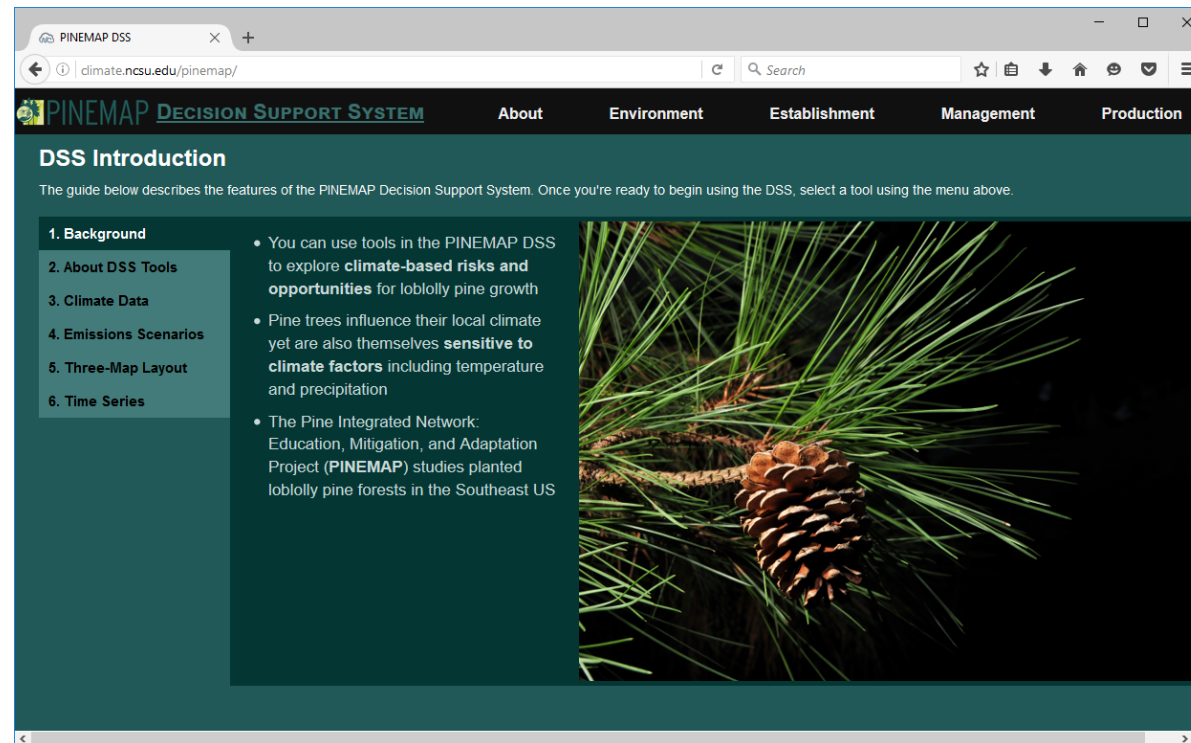 PINEMAP DSS
climate.ncsu.edu/pinemap/
Search
PINEMAP DECISION SUPPORT SYSTEM
About
Environment
Establishment
Management
Production
DSS Introduction
The guide below describes the features of the PINEMAP Decision Support System. Once you're ready to begin using the DSS, select a tool using the menu above.
1. Background
2. About DSS Tools
3. Climate Data
4. Emissions Scenarios
5. Three-Map Layout
6. Time Series
• You can use tools in the PINEMAP DSS
to explore climate-based risks and
opportunities for loblolly pine growth
• Pine trees influence their local climate
yet are also themselves sensitive to
climate factors including temperature
and precipitation
• The Pine Integrated Network:
Education, Mitigation, and Adaptation
Project (PINEMAP) studies planted
loblolly pine forests in the Southeast US